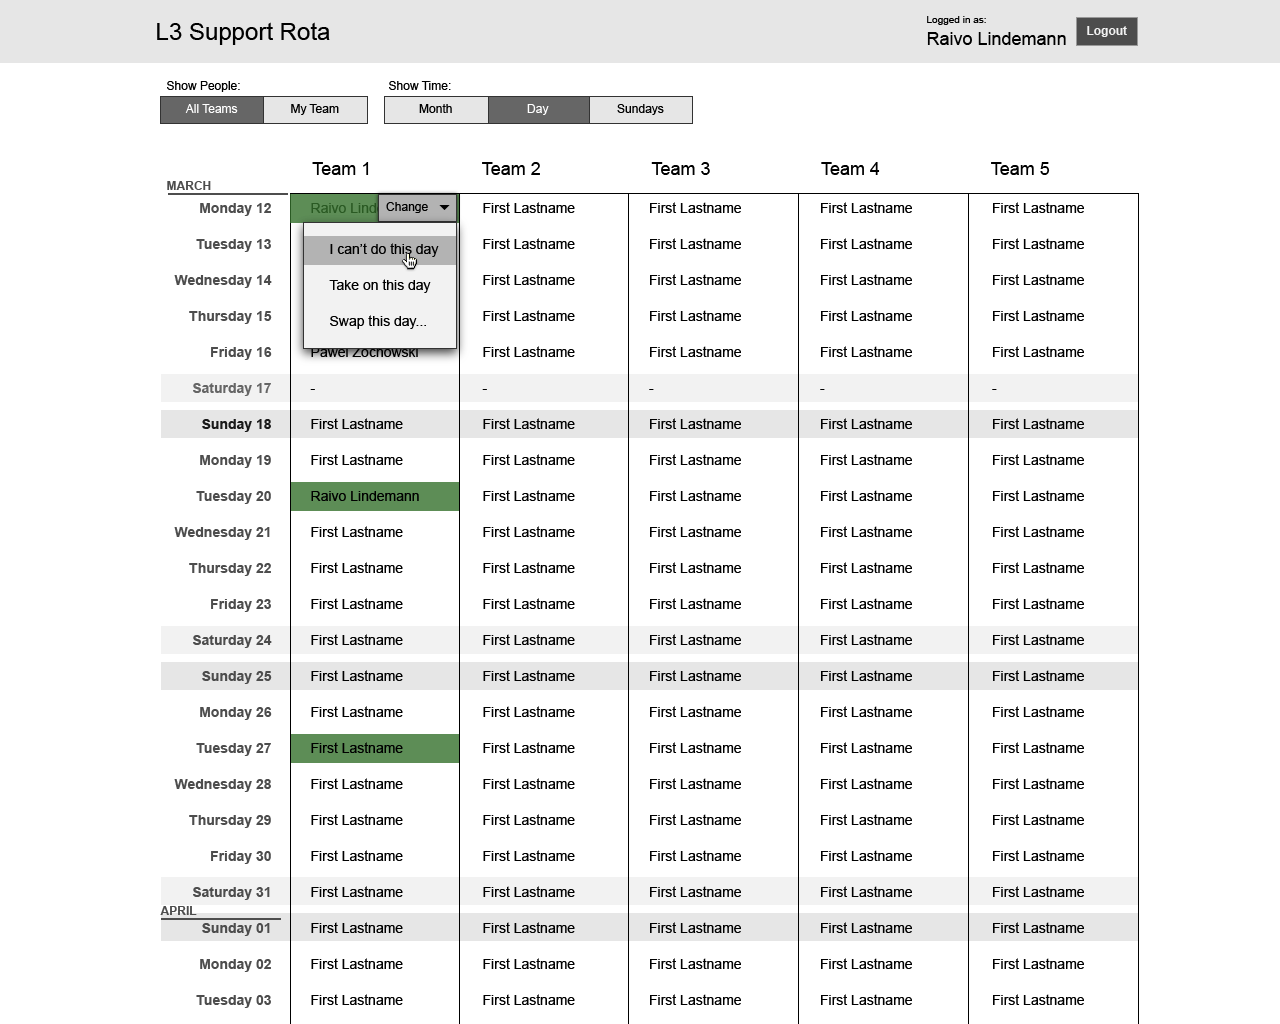 L3 Support Rota
Logged in as:
Raivo Lindemann
Logout
Show People:
Show Time:
All Teams My Team Month Day Sundays
Team 1 Team 2 Team 3 Team 4 Team 5
MARCH
Monday 12 Raivo Lind Change First Lastname First Lastname First Lastname First Lastname
Tuesday 13 First Lastname First Lastname First Lastname First Lastname
I can't do this day
Wednesday 14 First Lastname First Lastname First Lastname First Lastname
Take on this day
Thursday 15 First Lastname First Lastname First Lastname First Lastname
Swap this day...
Friday 16 Pawel Zochowski First Lastname First Lastname First Lastname First Lastname
Saturday 17 - - - - -
Sunday 18 First Lastname First Lastname First Lastname First Lastname First Lastname
Monday 19 First Lastname First Lastname First Lastname First Lastname First Lastname
Tuesday 20 Raivo Lindemann First Lastname First Lastname First Lastname First Lastname
Wednesday 21 First Lastname First Lastname First Lastname First Lastname First Lastname
Thursday 22 First Lastname First Lastname First Lastname First Lastname First Lastname
Friday 23 First Lastname First Lastname First Lastname First Lastname First Lastname
Saturday 24 First Lastname First Lastname First Lastname First Lastname First Lastname
Sunday 25 First Lastname First Lastname First Lastname First Lastname First Lastname
Monday 26 First Lastname First Lastname First Lastname First Lastname First Lastname
Tuesday 27 First Lastname First Lastname First Lastname First Lastname First Lastname
Wednesday 28 First Lastname First Lastname First Lastname First Lastname First Lastname
Thursday 29 First Lastname First Lastname First Lastname First Lastname First Lastname
Friday 30 First Lastname First Lastname First Lastname First Lastname First Lastname
Saturday 31 First Lastname First Lastname First Lastname First Lastname First Lastname
APRIL
Sunday 01 First Lastname First Lastname First Lastname First Lastname First Lastname
Monday 02 First Lastname First Lastname First Lastname First Lastname First Lastname
Tuesday 03 First Lastname First Lastname First Lastname First Lastname First Lastname